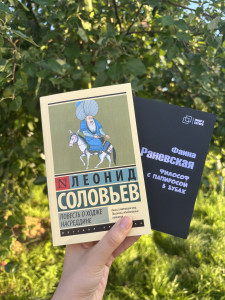 ЛЕОНИД
СОЛОВЬЕВ
ПОВЕСТЬ О ХОДЖЕ
НАСРЕДДИНЕ
Фаина
Раневская
ФИЛОСОФ
С ПАПИРОСОЙ
В ЗУБАХ